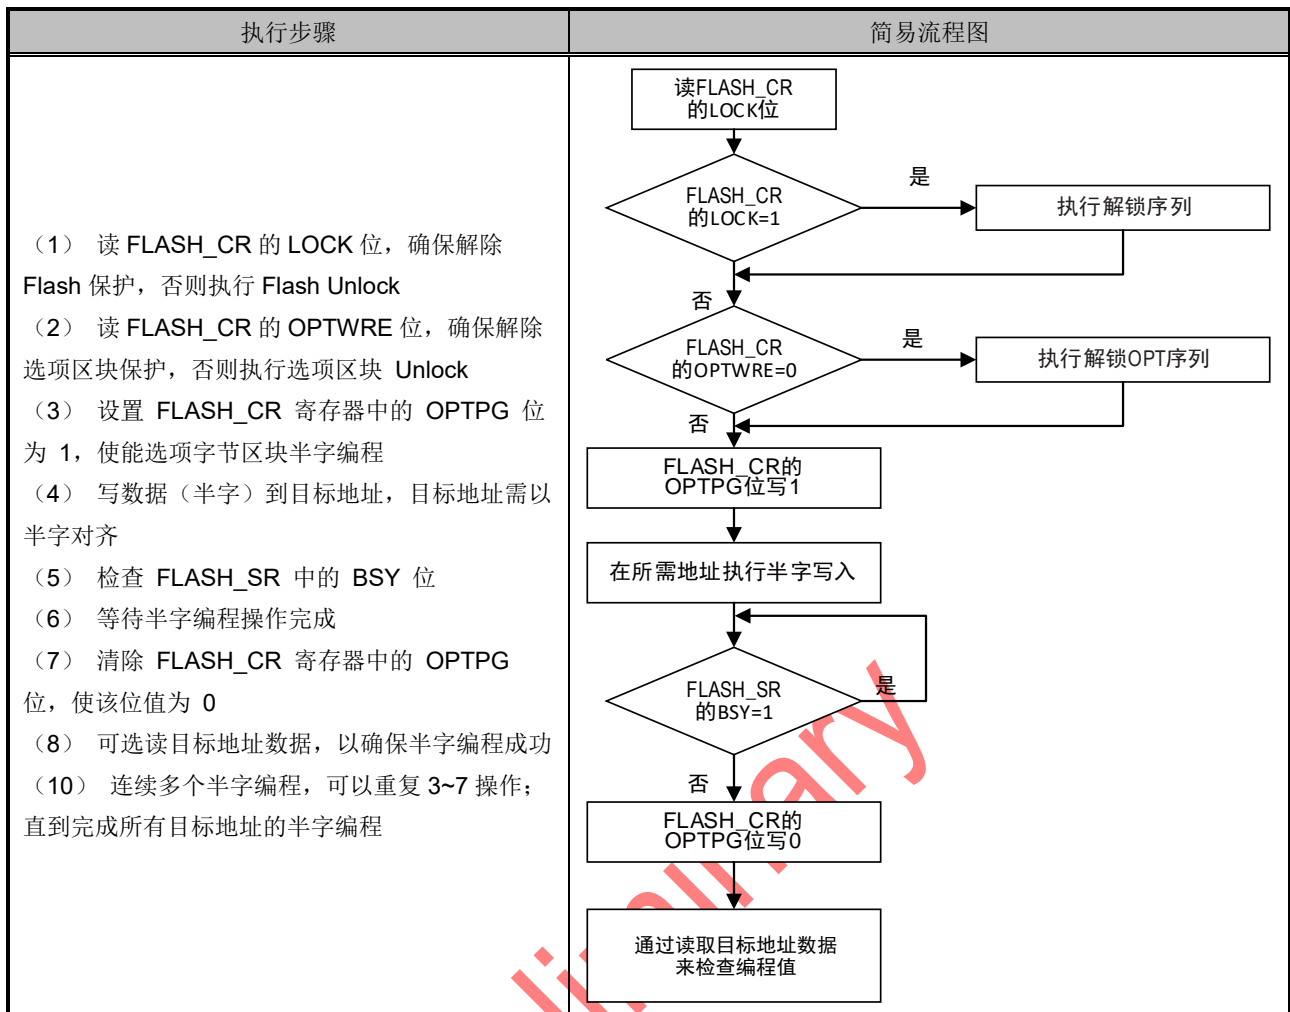 执行步骤
简易流程图
（1） 读 FLASH_CR 的 LOCK 位，确保解除
Flash 保护，否则执行 Flash Unlock
（2） 读 FLASH_CR 的 OPTWRE 位，确保解除
选项区块保护，否则执行选项区块 Unlock
（3） 设置 FLASH_CR 寄存器中的 OPTPG 位
为 1，使能选项字节区块半字编程
（4） 写数据（半字）到目标地址，目标地址需以
半字对齐
（5） 检查 FLASH_SR 中的 BSY 位
（6） 等待半字编程操作完成
（7） 清除 FLASH_CR 寄存器中的 OPTPG
位，使该位值为 0
（8） 可选读目标地址数据，以确保半字编程成功
（10） 连续多个半字编程，可以重复 3~7 操作；
直到完成所有目标地址的半字编程
读FLASH_CR
的LOCK位
FLASH_CR
的LOCK=1
是
执行解锁序列
否
FLASH_CR
的OPTWRE=0
是
执行解锁OPT序列
否
FLASH_CR的
OPTPG位写1
在所需地址执行半字写入
FLASH_SR
的BSY=1
是
否
FLASH_CR的
OPTPG位写0
通过读取目标地址数据
来检查编程值